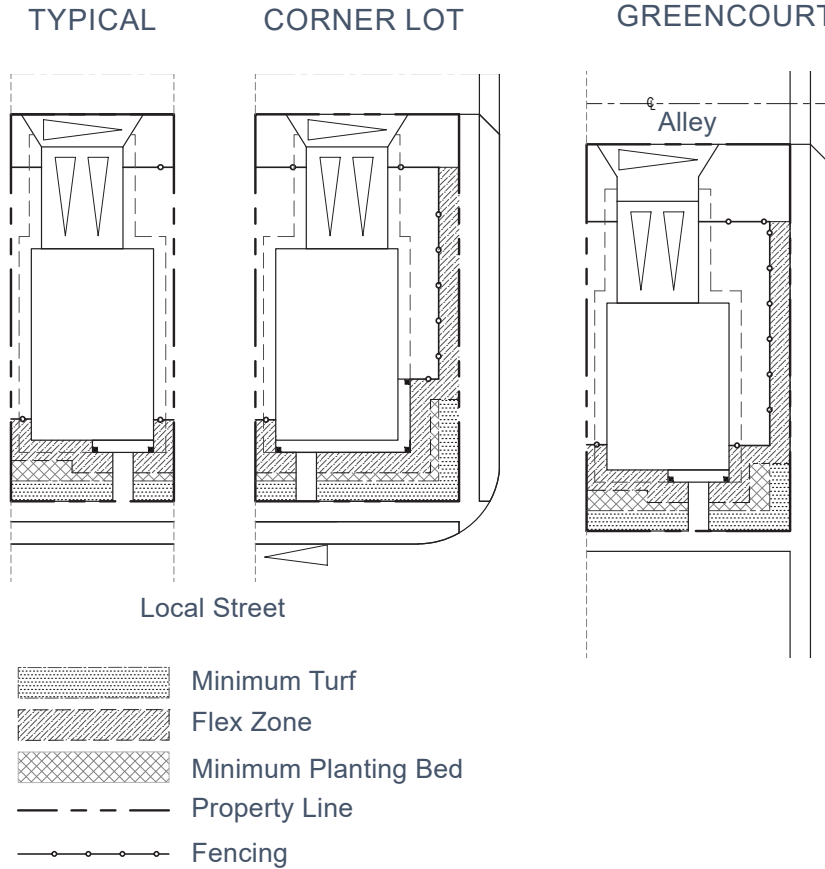 TYPICAL
CORNER LOT
GREENCOURT
℄
Alley
Local Street
Minimum Turf
Flex Zone
Minimum Planting Bed
Property Line
Fencing